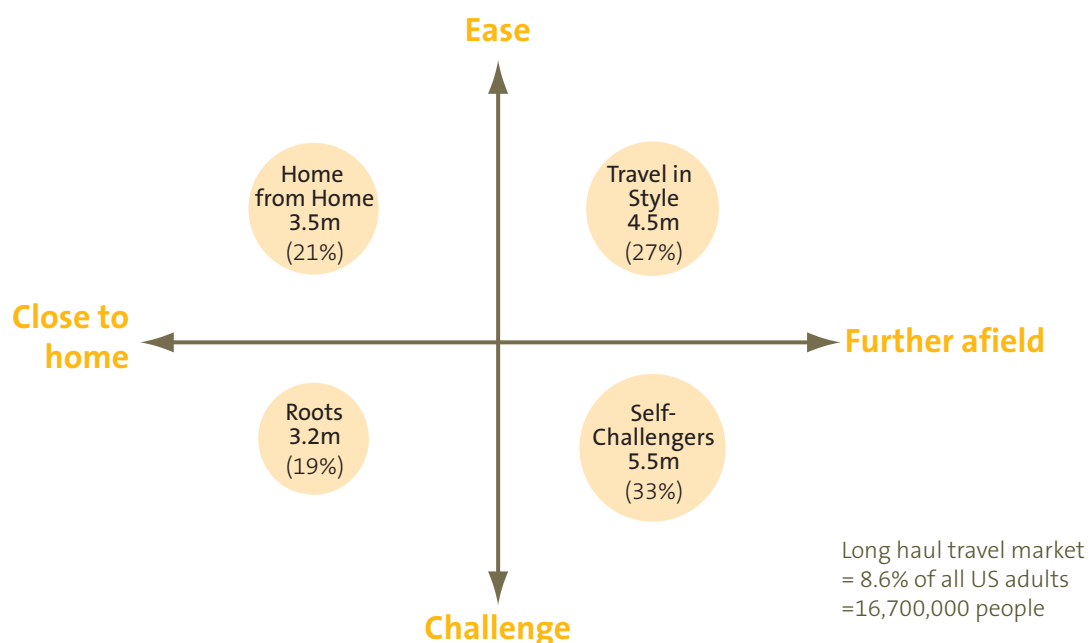 Ease
Home
from Home
3.5m
(21%)
Travel in
Style
4.5m
(27%)
Close to
home
Further afield
Roots
3.2m
(19%)
Self-
Challengers
5.5m
(33%)
Long haul travel market
= 8.6% of all US adults
=16,700,000 people
Challenge